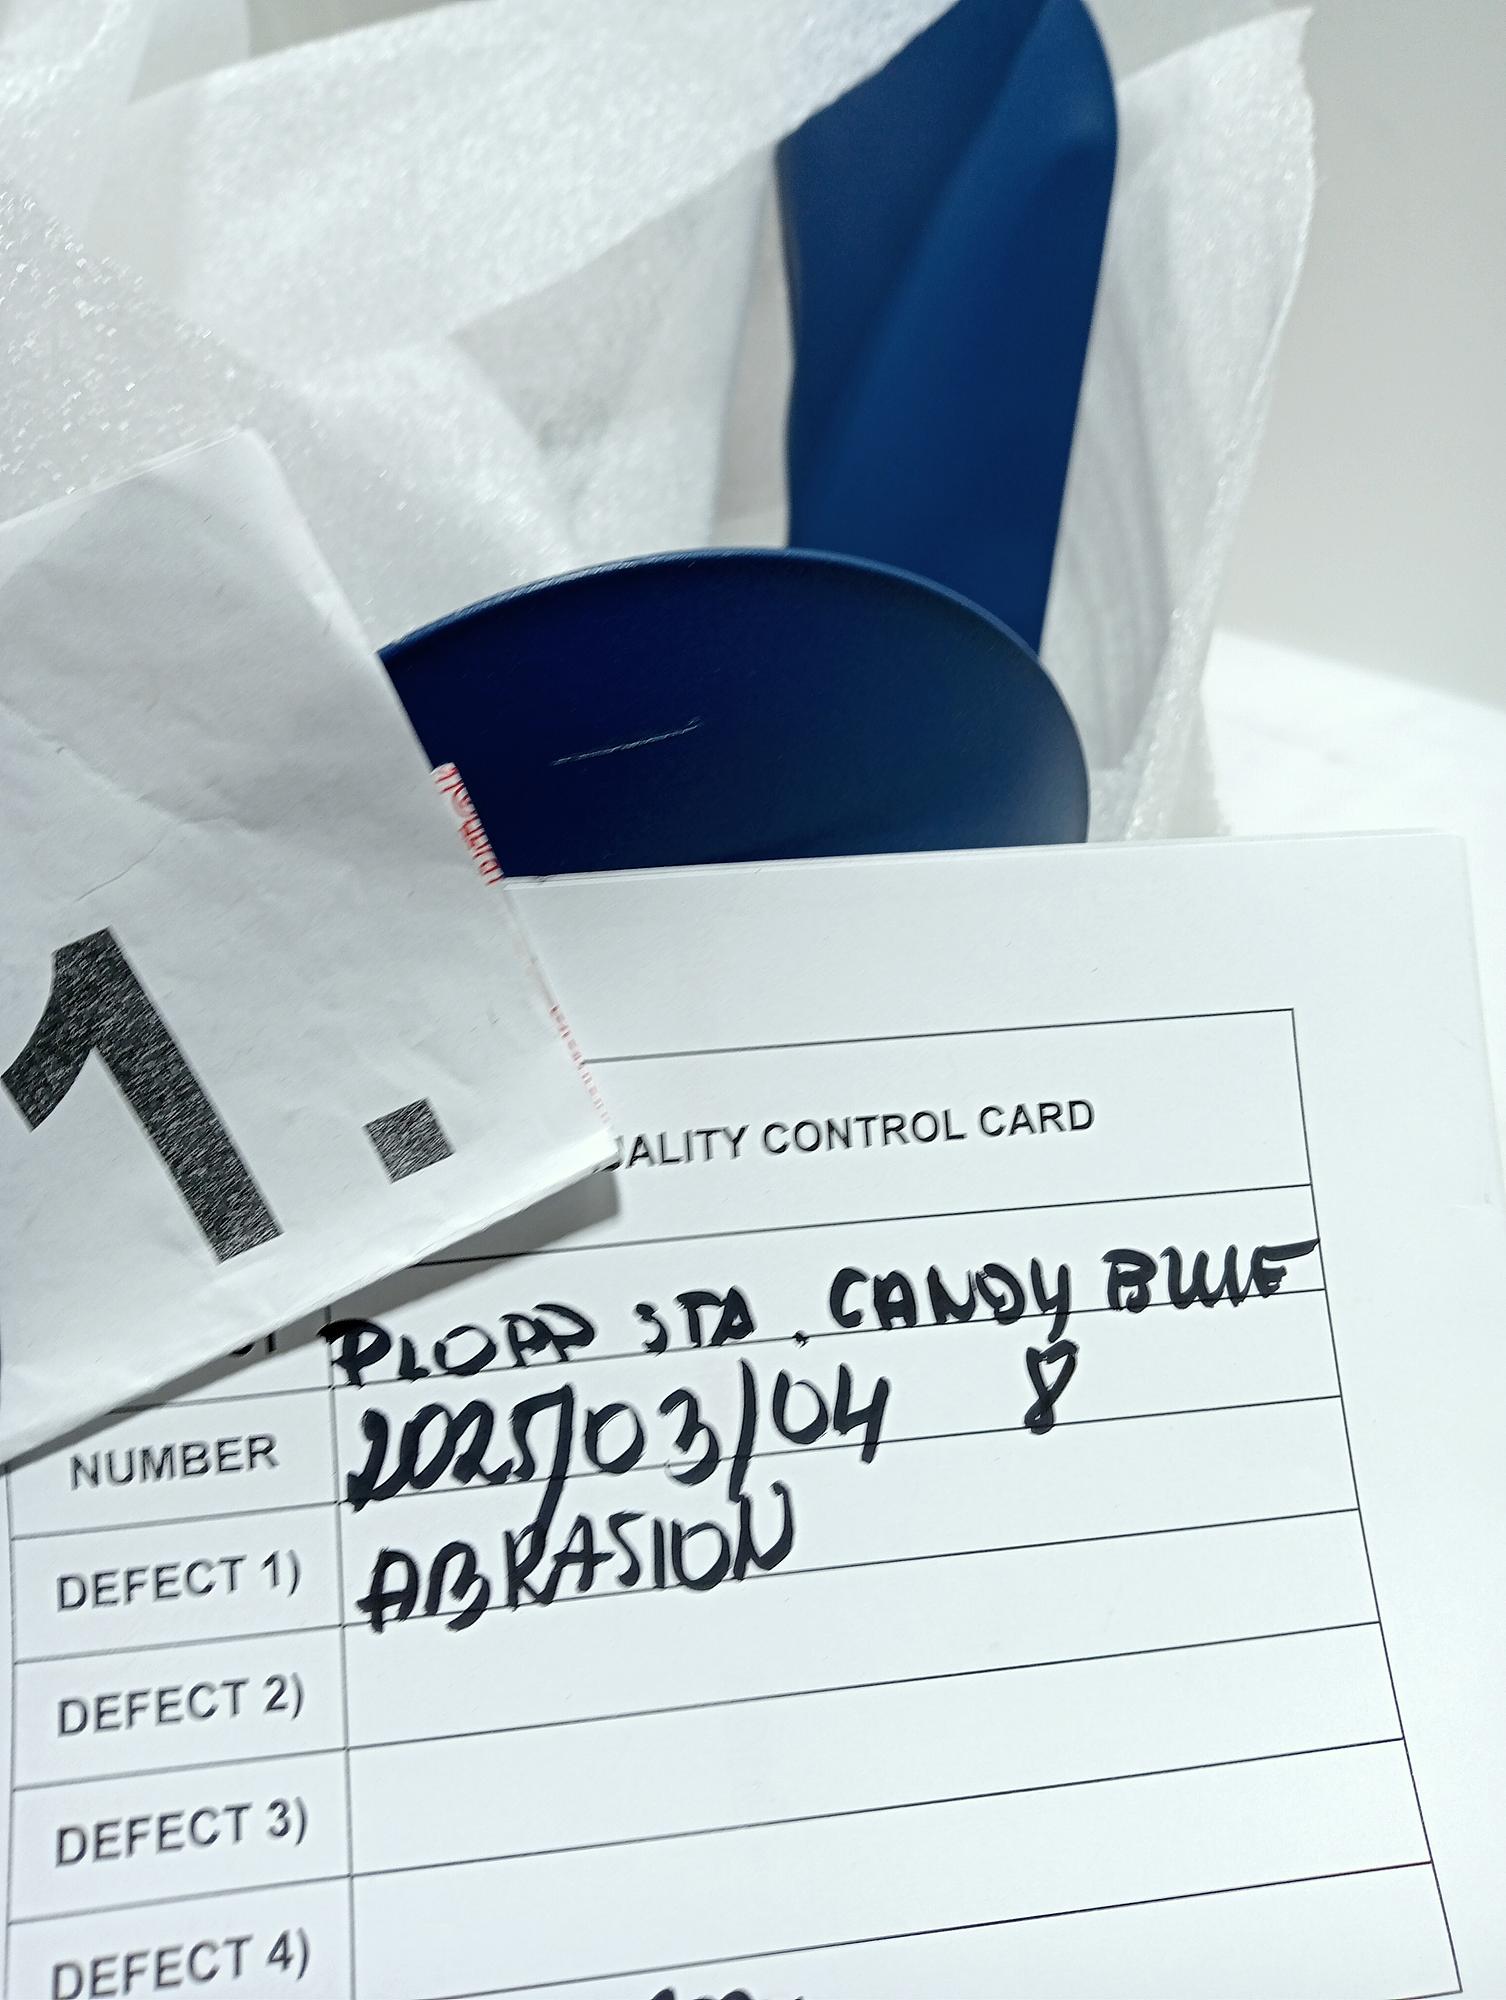 1.
QUALITY CONTROL CARD
PLOPP STA. CANDY BLUE
NUMBER 2025/03/04 8
DEFECT 1) ABRASION
DEFECT 2)
DEFECT 3)
DEFECT 4)